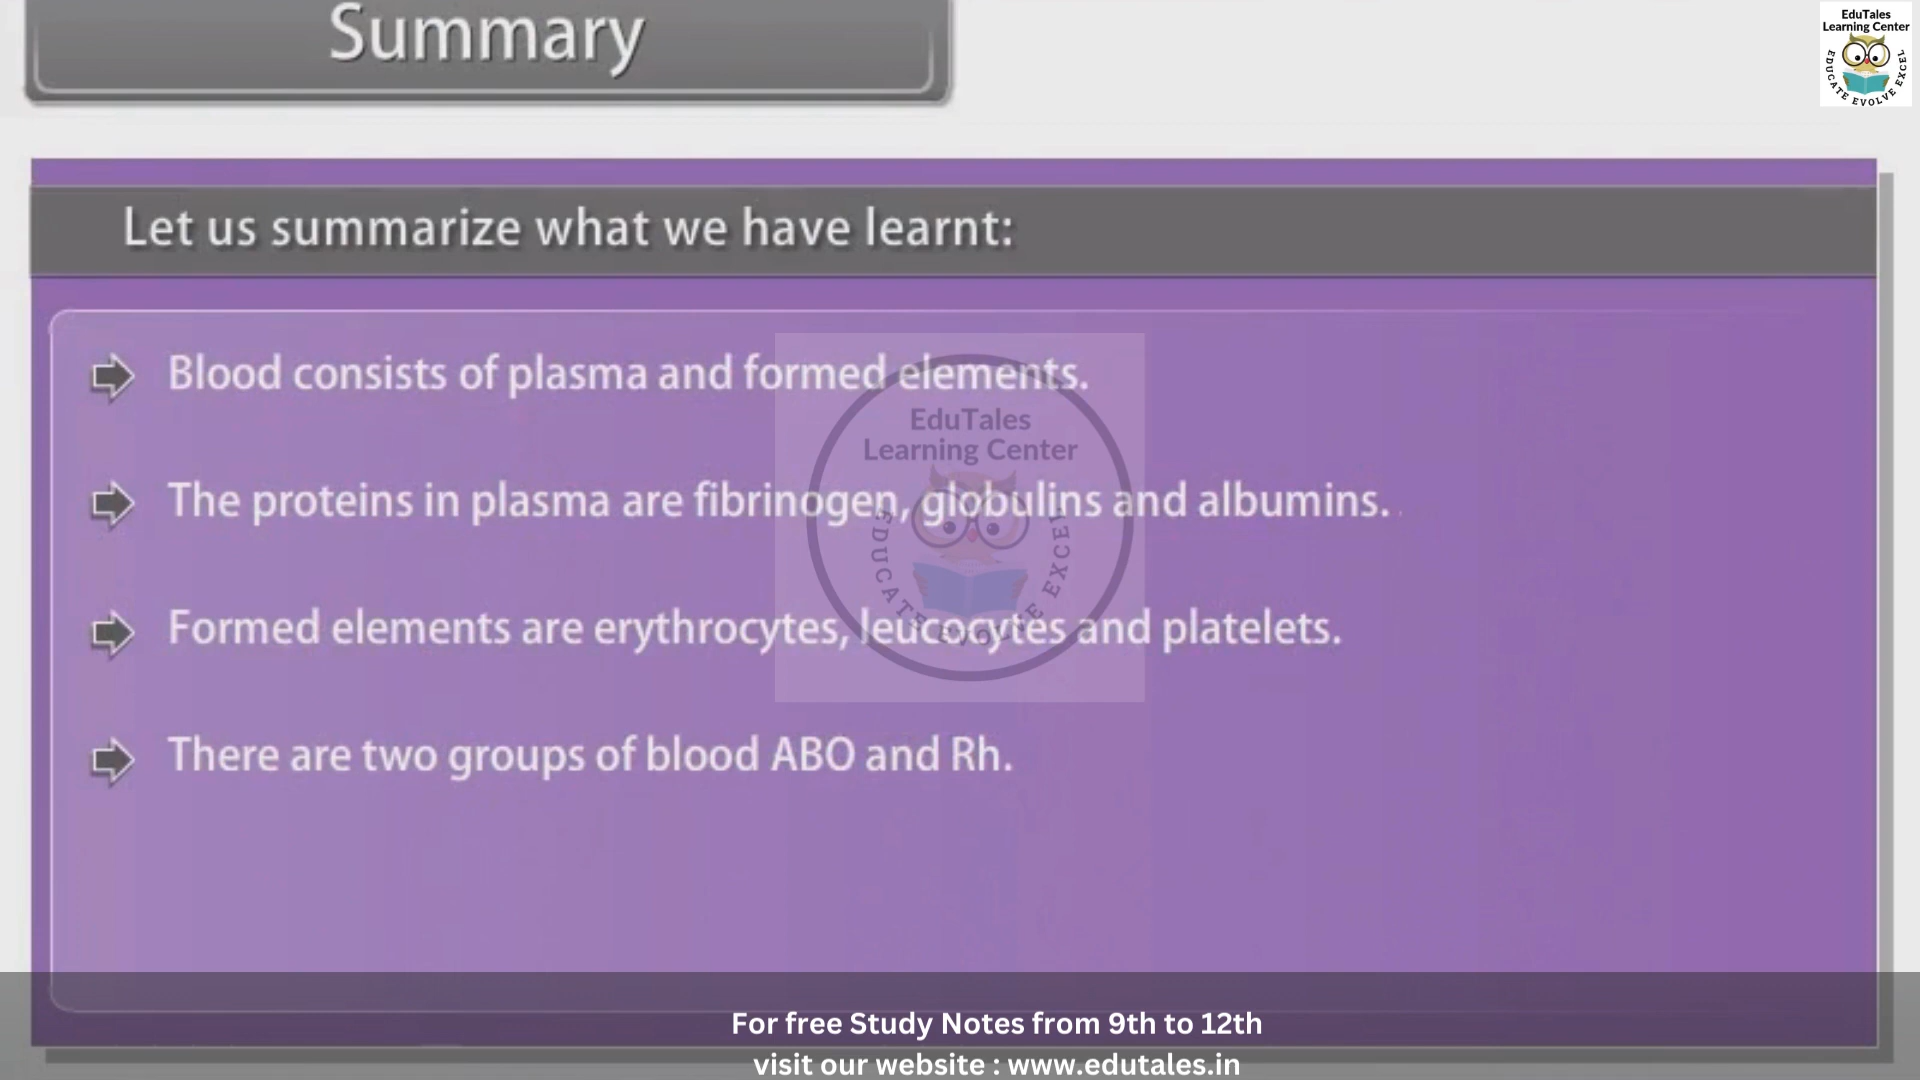 Summary
EduTales
Learning Center
EDUCATE EVOLVE EXCEL
Let us summarize what we have learnt:
Blood consists of plasma and formed elements.
EduTales
Learning Center
The proteins in plasma are fibrinogen, globulins and albumins.
EDUCATE EVOLVE EXCEL
Formed elements are erythrocytes, leucocytes and platelets.
There are two groups of blood ABO and Rh.
For free Study Notes from 9th to 12th
visit our website : www.edutales.in